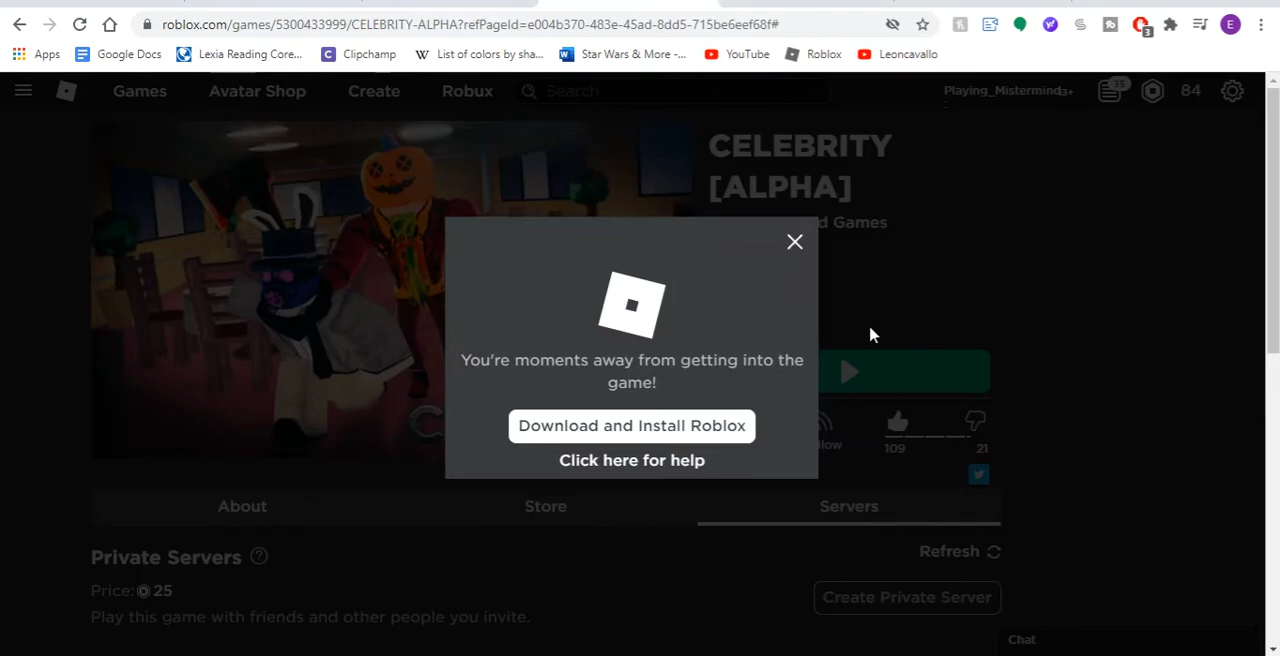 roblox.com/games/5300433999/CELEBRITY-ALPHA?refPageId=e004b370-483e-45ad-8dd5-715be6eef68f#
3
E
Apps
Google Docs
Lexia Reading Core...
Clipchamp
List of colors by sha...
Star Wars & More -...
YouTube
Roblox
Leoncavallo
Games
Avatar Shop
Create
Robux
Search
Playing_Mistermind
13+
:
35
84
CELEBRITY
[ALPHA]
d Games
You're moments away from getting into the
game!
Download and Install Roblox
Click here for help
llow
109
21
About
Store
Servers
Private Servers ?
Refresh
Price: 25
Create Private Server
Play this game with friends and other people you invite.
Chat